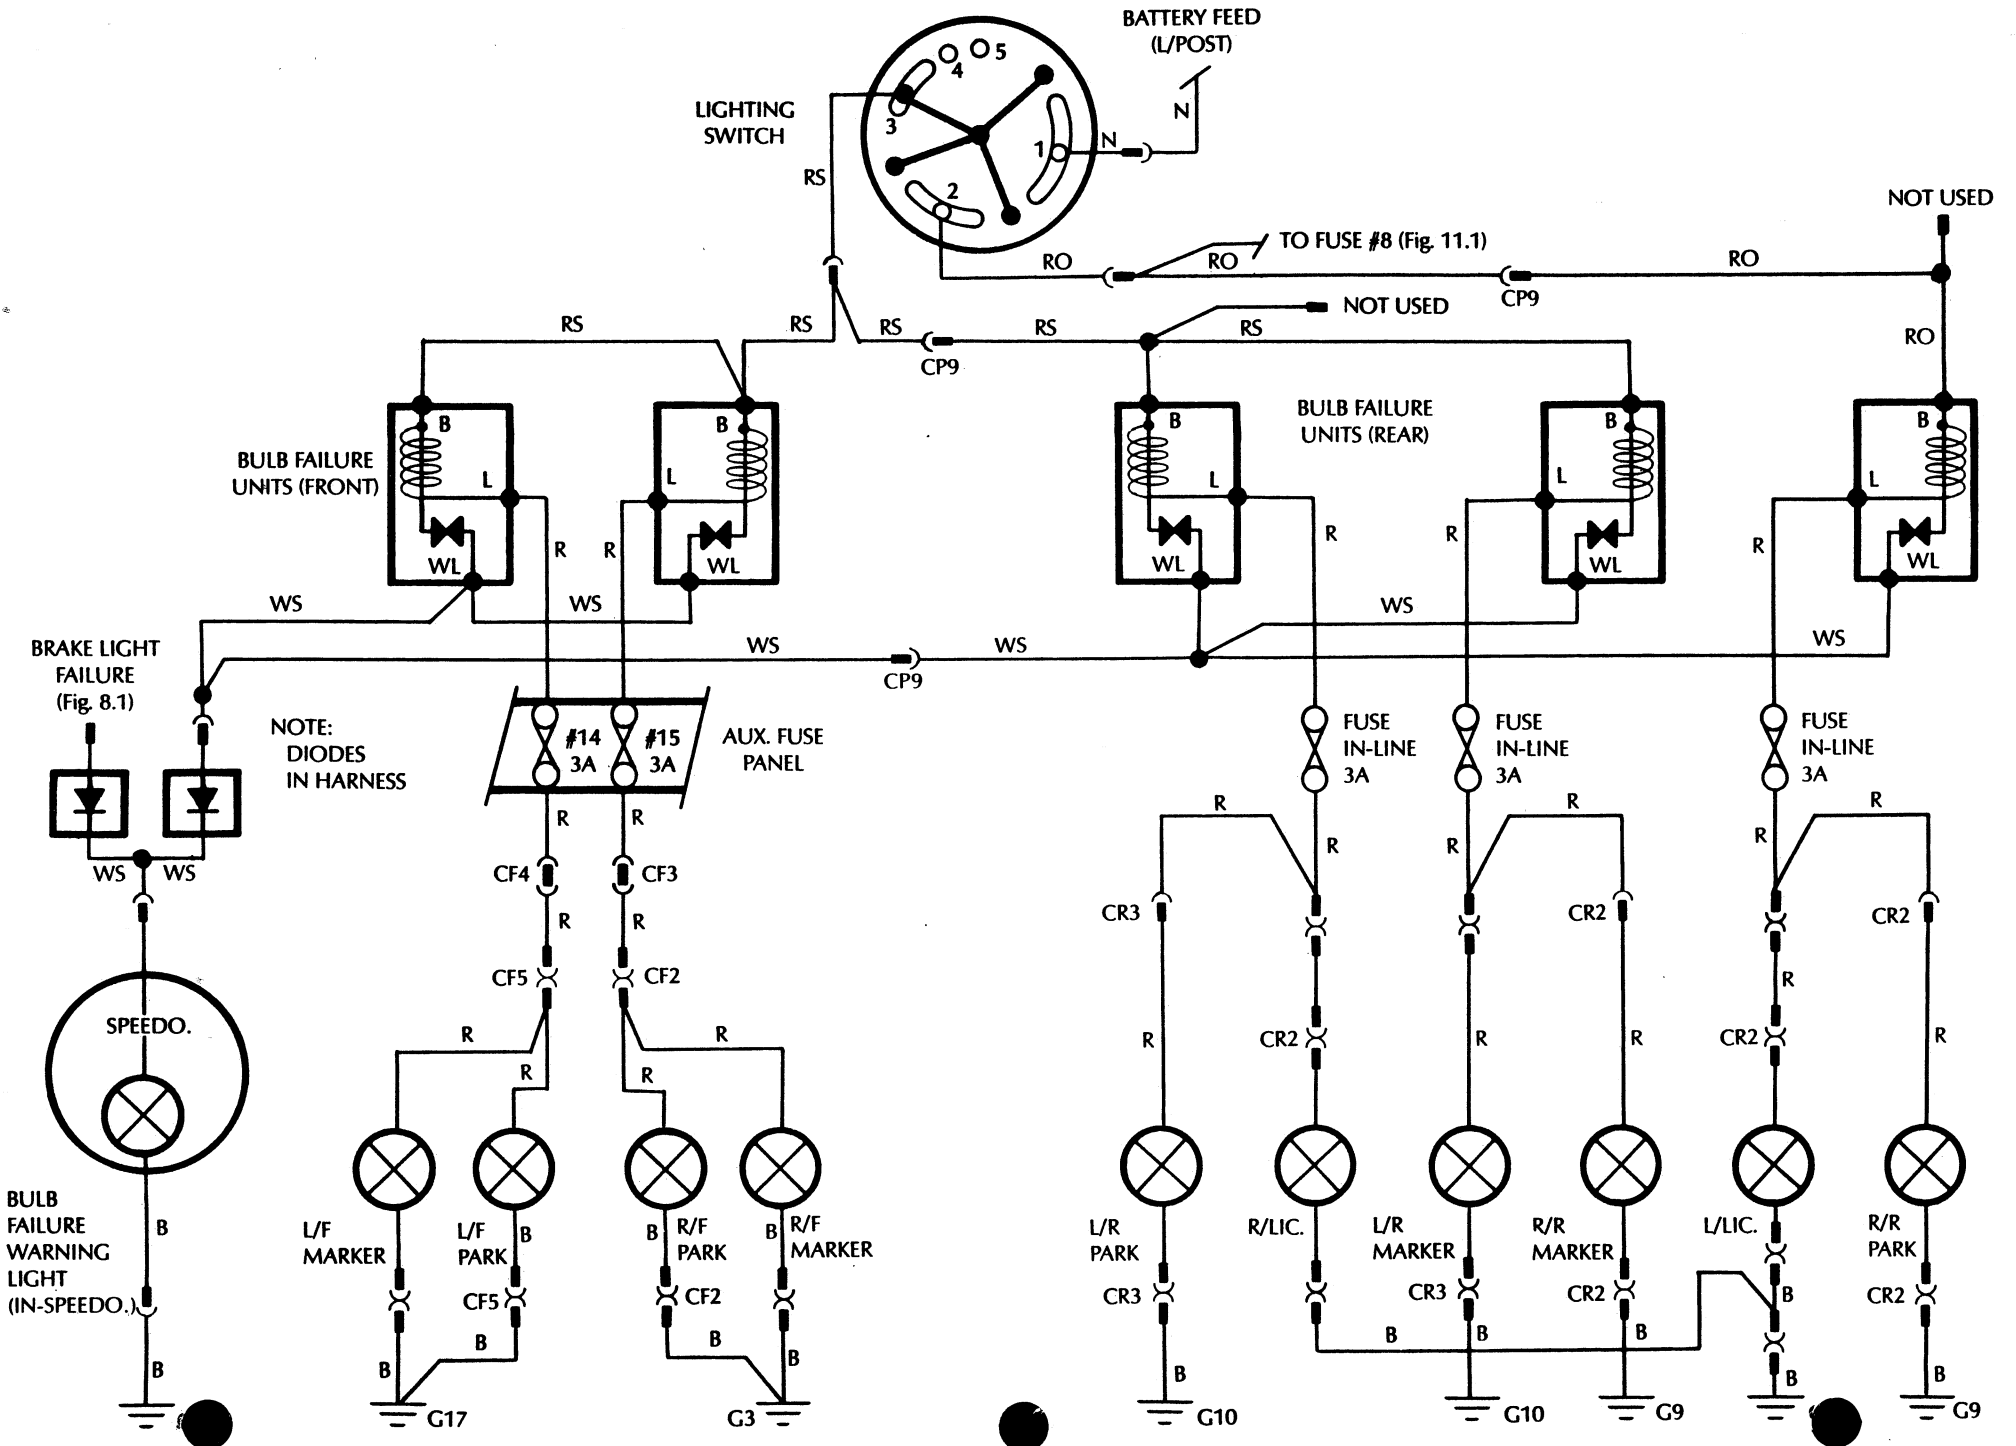 BATTERY FEED
(L/POST)
5
4
LIGHTING
SWITCH
3
N
N
1
RS
2
NOT USED
TO FUSE #8 (Fig. 11.1)
RO
RO
RO
CP9
NOT USED
RS
RS
RS
RS
RS
RO
CP9
BULB FAILURE
UNITS (REAR)
B
B
B
B
B
BULB FAILURE
UNITS (FRONT)
L
L
L
L
L
R
R
R
R
R
WL
WL
WL
WL
WL
WS
WS
WS
WS
WS
WS
CP9
BRAKE LIGHT
FAILURE
(Fig. 8.1)
NOTE:
DIODES
IN HARNESS
#14
3A
#15
3A
AUX. FUSE
PANEL
FUSE
IN-LINE
3A
FUSE
IN-LINE
3A
FUSE
IN-LINE
3A
R
R
R
R
R
R
R
R
WS
WS
CF4
CF3
R
R
CR3
CR2
CR2
CF5
CF2
R
SPEEDO.
R
R
R
R
R
CR2
R
R
CR2
R
R
BULB
FAILURE
WARNING
LIGHT
(IN-SPEEDO.)
B
L/F
MARKER
L/F
PARK
B
B
R/F
PARK
B
R/F
MARKER
L/R
PARK
R/LIC.
L/R
MARKER
R/R
MARKER
L/LIC.
R/R
PARK
CF5
CF2
CR3
CR3
CR2
B
CR2
B
B
B
B
B
B
B
B
B
B
B
B
G17
G3
G10
G10
G9
G9